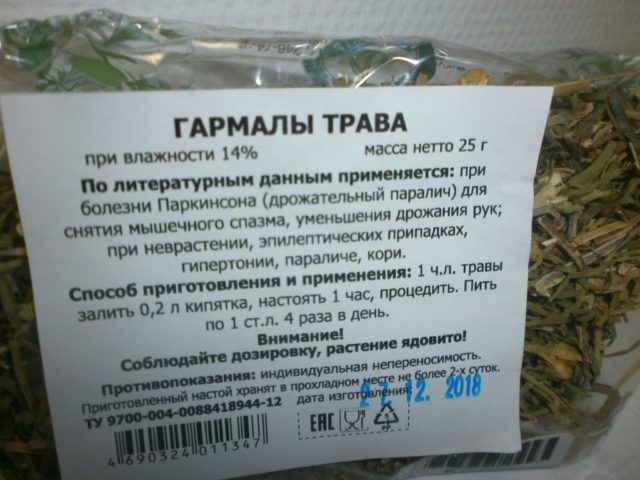 ГАРМАЛЫ ТРАВА
при влажности 14% масса нетто 25 г
По литературным данным применяется: при
болезни Паркинсона (дрожательный паралич) для
снятия мышечного спазма, уменьшения дрожания рук;
при неврастении, эпилептических припадках,
гипертонии, параличе, кори.
Способ приготовления и применения: 1 ч.л. травы
залить 0,2 л кипятка, настоять 1 час, процедить. Пить
по 1 ст.л. 4 раза в день.
Внимание!
Соблюдайте дозировку, растение ядовито!
Противопоказания: индивидуальная непереносимость.
Приготовленный настой хранят в прохладном месте не более 2-х суток.
ТУ 9700-004-0088418944-12 дата изготовления: 27.12.2018
EAC
4690324011347